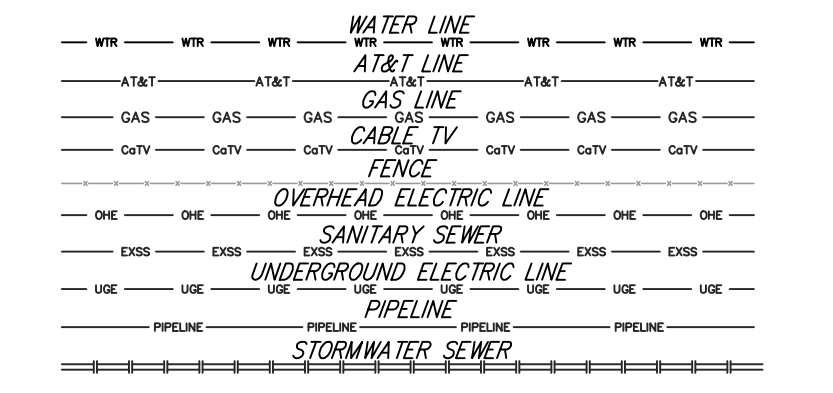 WATER LINE
WTR WTR WTR WTR WTR WTR WTR WTR
AT&T LINE
AT&T AT&T AT&T AT&T AT&T
GAS LINE
GAS GAS GAS GAS GAS GAS GAS
CABLE TV
CaTV CaTV CaTV CaTV CaTV CaTV CaTV
FENCE
x x x x x x x x x x x x x x x x x x x x x x
OVERHEAD ELECTRIC LINE
OHE OHE OHE OHE OHE OHE OHE OHE
SANITARY SEWER
EXSS EXSS EXSS EXSS EXSS EXSS EXSS
UNDERGROUND ELECTRIC LINE
UGE UGE UGE UGE UGE UGE UGE UGE
PIPELINE
PIPELINE PIPELINE PIPELINE PIPELINE
STORMWATER SEWER